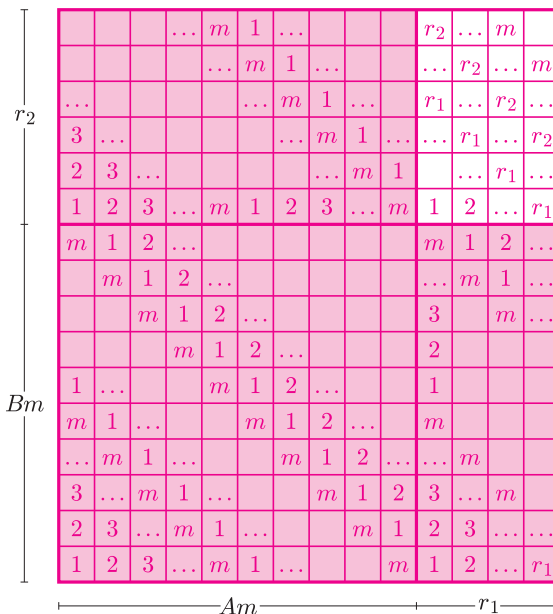 … m 1 … r₂ … m
… m 1 … … r₂ … m
… … m 1 … r₁ … r₂ …
r₂
3 … … m 1 … … r₁ … r₂
2 3 … … m 1 … r₁ …
1 2 3 … m 1 2 3 … m 1 2 … r₁
m 1 2 … m 1 2 …
m 1 2 … … m 1 …
m 1 2 … 3 m …
m 1 2 … 2
1 … m 1 2 … 1
Bm
m 1 … m 1 2 … m
… m 1 … m 1 2 … … m
3 … m 1 … m 1 2 3 … m
2 3 … m 1 … m 1 2 3 … …
1 2 3 … m 1 … m 1 2 … r₁
Am r₁